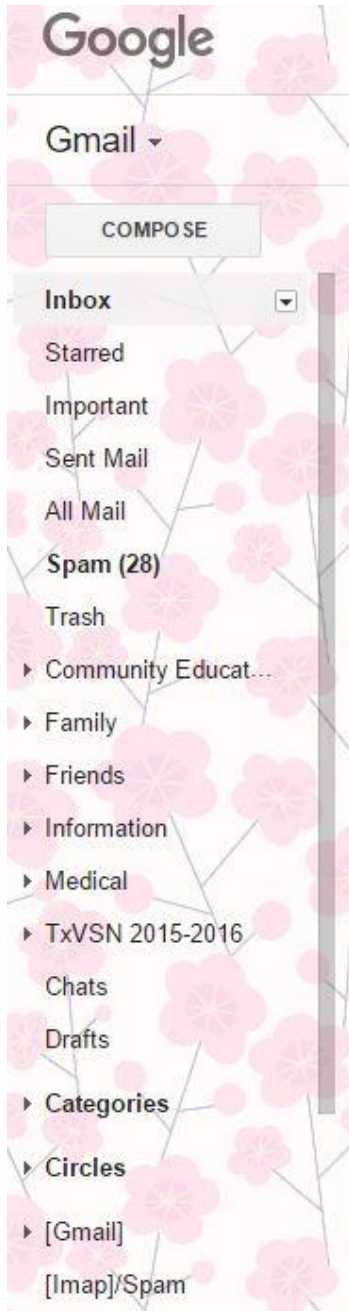 Google
Gmail
COMPOSE
Inbox
Starred
Important
Sent Mail
All Mail
Spam (28)
Trash
Community Educat...
Family
Friends
Information
Medical
TxVSN 2015-2016
Chats
Drafts
Categories
Circles
[Gmail]
[Imap]/Spam